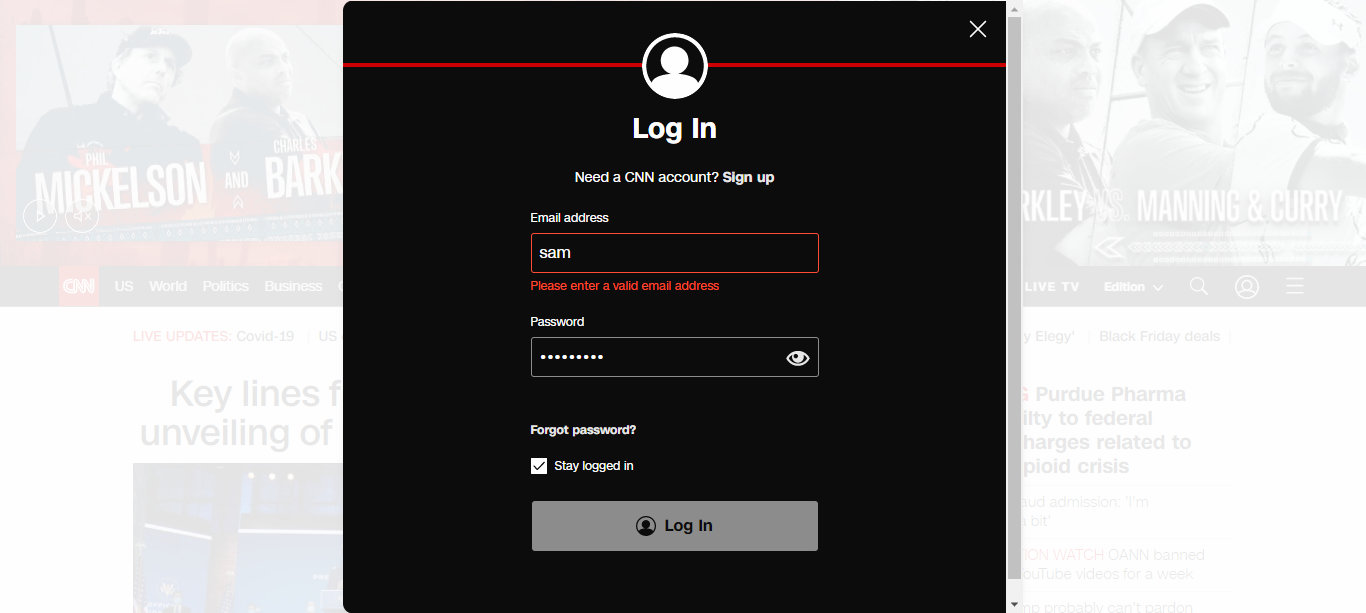 Log In
Need a CNN account? Sign up
Email address
sam
Please enter a valid email address
Password
Forgot password?
Stay logged in
Log In
PHIL
MICKELSON
AND
CHARLES
BARK
RKLEY VS. MANNING & CURRY
CNN US World Politics Business
LIVE TV Edition
LIVE UPDATES: Covid-19 US
y Elegy' Black Friday deals
Key lines f
unveiling of
G Purdue Pharma
ilty to federal
harges related to
pioid crisis
aud admission: 'I'm
a bit'
ION WATCH OANN banned
YouTube videos for a week
mp probably can't pardon